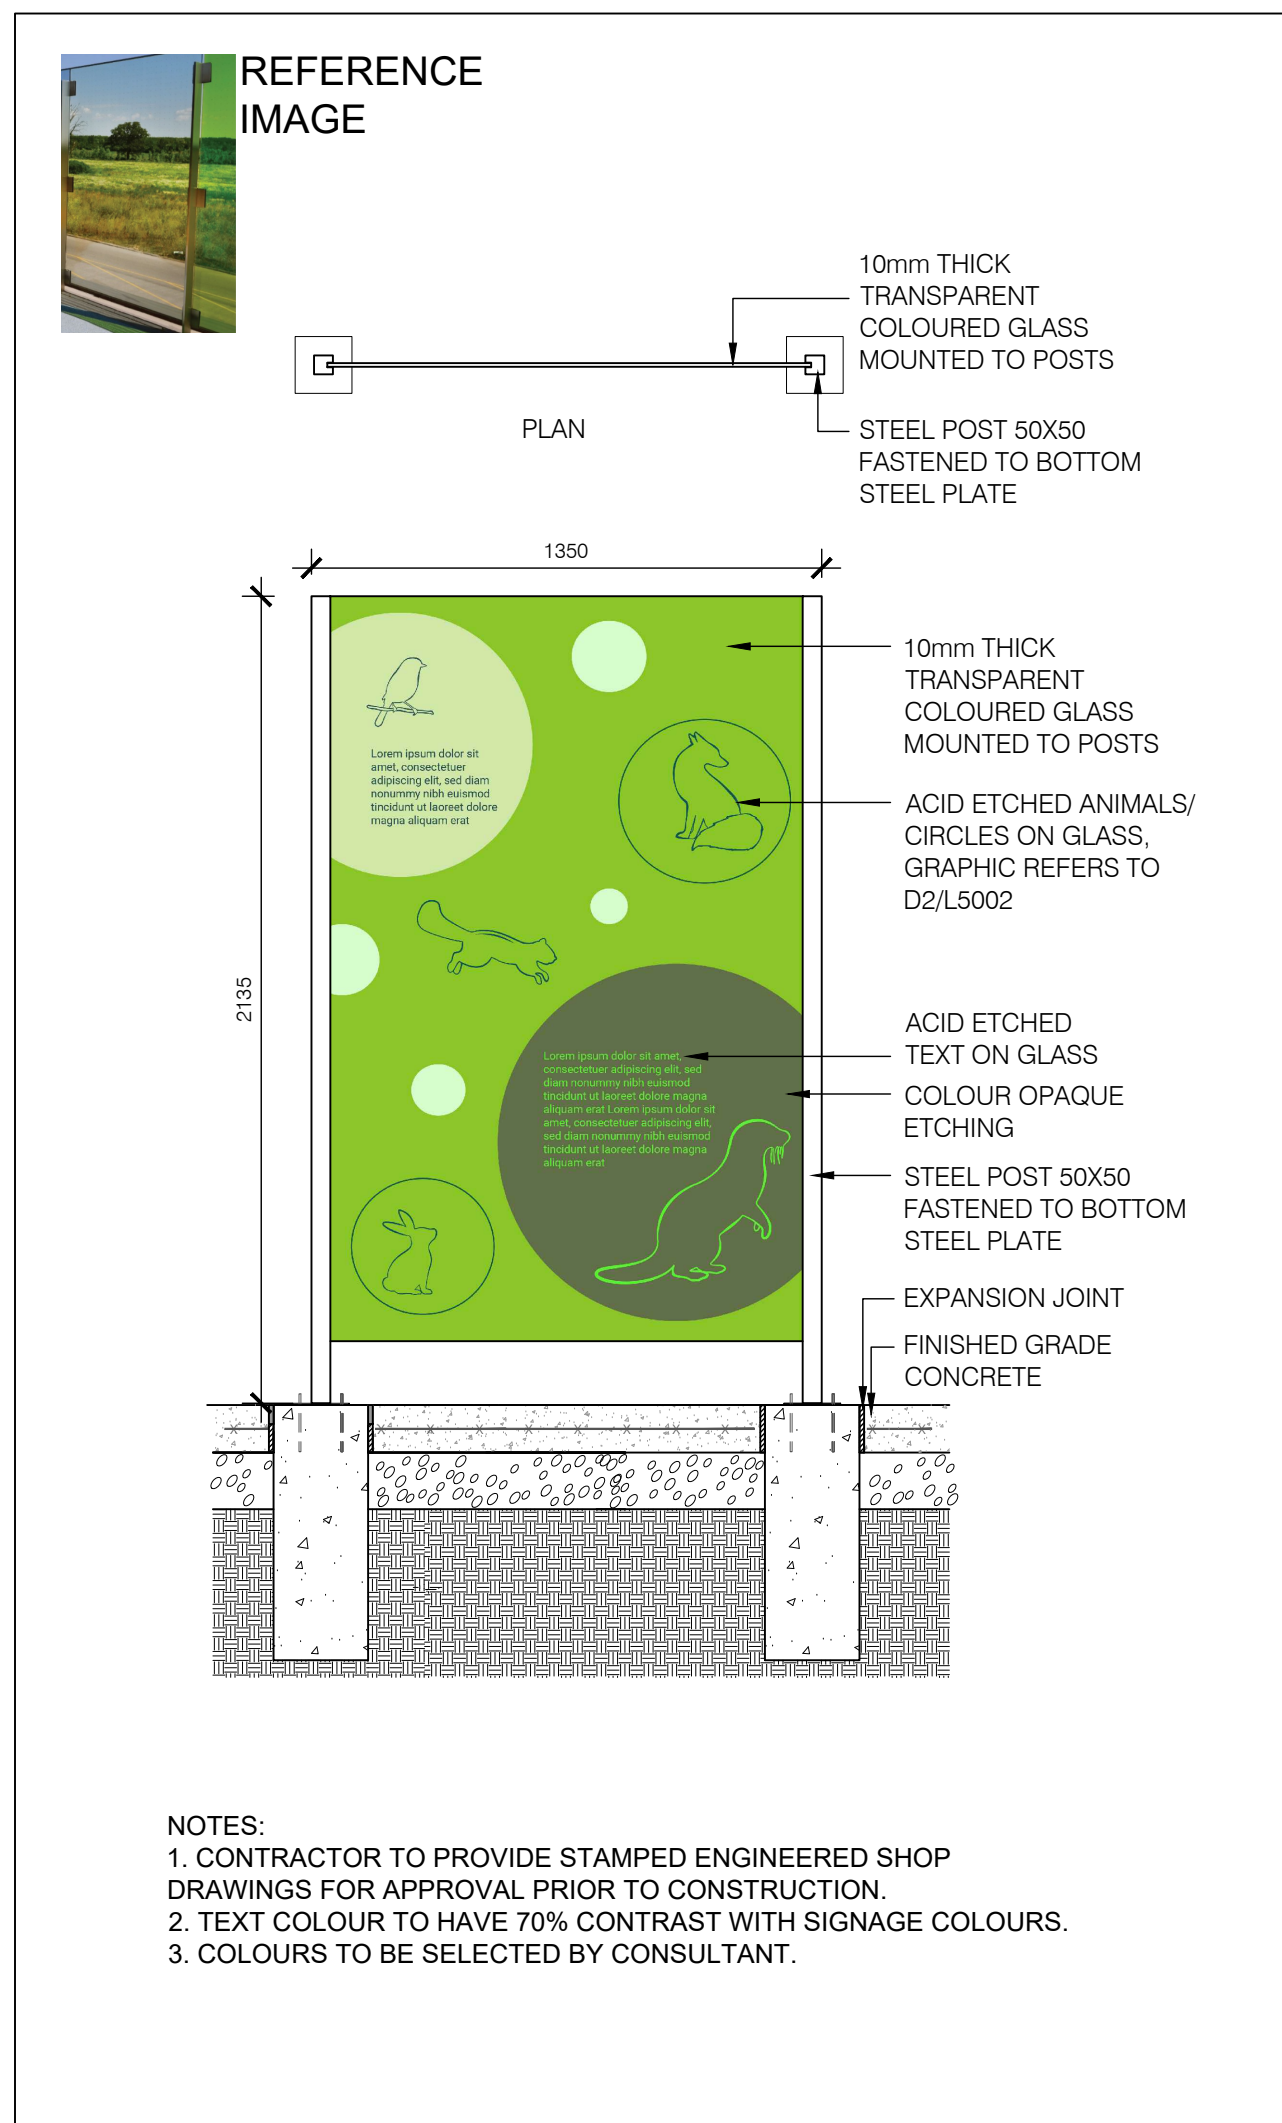 REFERENCE
IMAGE
10mm THICK
TRANSPARENT
COLOURED GLASS
MOUNTED TO POSTS
PLAN
STEEL POST 50X50
FASTENED TO BOTTOM
STEEL PLATE
1350
2135
10mm THICK
TRANSPARENT
COLOURED GLASS
MOUNTED TO POSTS
Lorem ipsum dolor sit
amet, consectetuer
adipiscing elit, sed diam
nonummy nibh euismod
tincidunt ut laoreet dolore
magna aliquam erat
ACID ETCHED ANIMALS/
CIRCLES ON GLASS,
GRAPHIC REFERS TO
D2/L5002
ACID ETCHED
TEXT ON GLASS
Lorem ipsum dolor sit amet,
consectetuer adipiscing elit, sed
diam nonummy nibh euismod
tincidunt ut laoreet dolore magna
aliquam erat Lorem ipsum dolor sit
amet, consectetuer adipiscing elit,
sed diam nonummy nibh euismod
tincidunt ut laoreet dolore magna
aliquam erat
COLOUR OPAQUE
ETCHING
STEEL POST 50X50
FASTENED TO BOTTOM
STEEL PLATE
EXPANSION JOINT
FINISHED GRADE
CONCRETE
NOTES:
1. CONTRACTOR TO PROVIDE STAMPED ENGINEERED SHOP
DRAWINGS FOR APPROVAL PRIOR TO CONSTRUCTION.
2. TEXT COLOUR TO HAVE 70% CONTRAST WITH SIGNAGE COLOURS.
3. COLOURS TO BE SELECTED BY CONSULTANT.